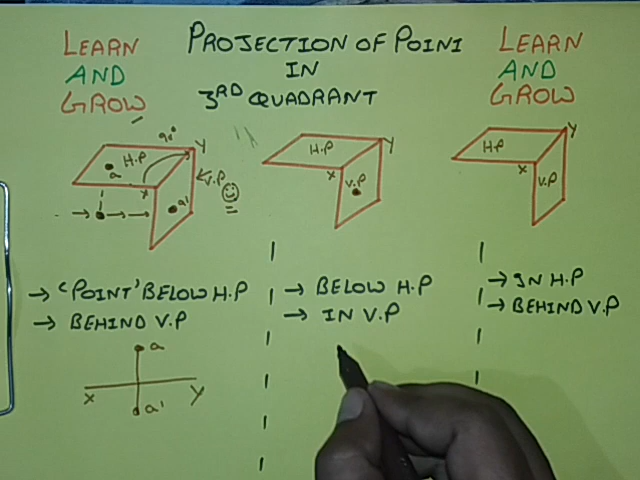 LEARN
AND
GROW
PROJECTION OF POINT
IN
3RD QUADRANT
LEARN
AND
GROW
90°
H.P
Y
a
X
V.P
a'
H.P
Y
X
V.P
H.P
Y
X
V.P
→ 'POINT' BELOW H.P
→ BEHIND V.P
→ BELOW H.P
→ IN V.P
→ IN H.P
→ BEHIND V.P
a
X Y
a'